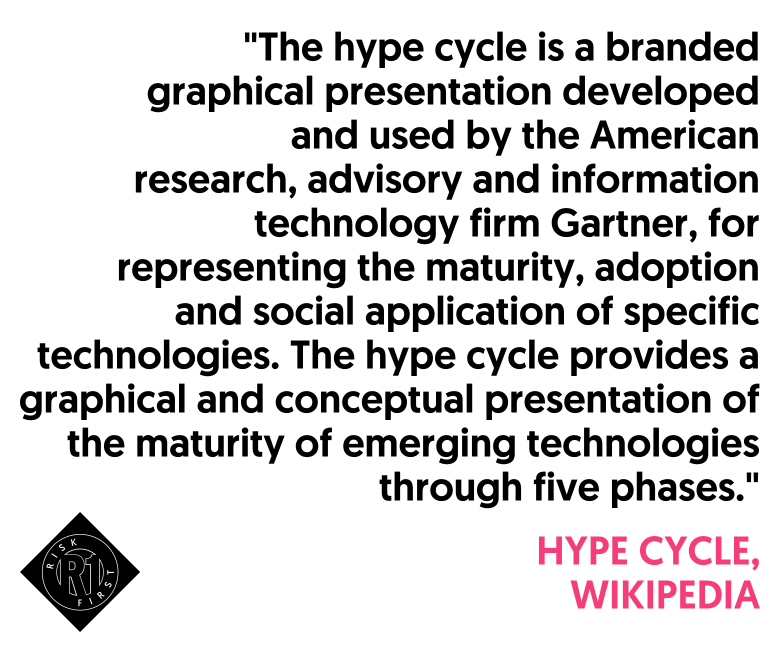 "The hype cycle is a branded
graphical presentation developed
and used by the American
research, advisory and information
technology firm Gartner, for
representing the maturity, adoption
and social application of specific
technologies. The hype cycle provides a
graphical and conceptual presentation of
the maturity of emerging technologies
through five phases."
HYPE CYCLE,
WIKIPEDIA
RISK
R1
FIRST